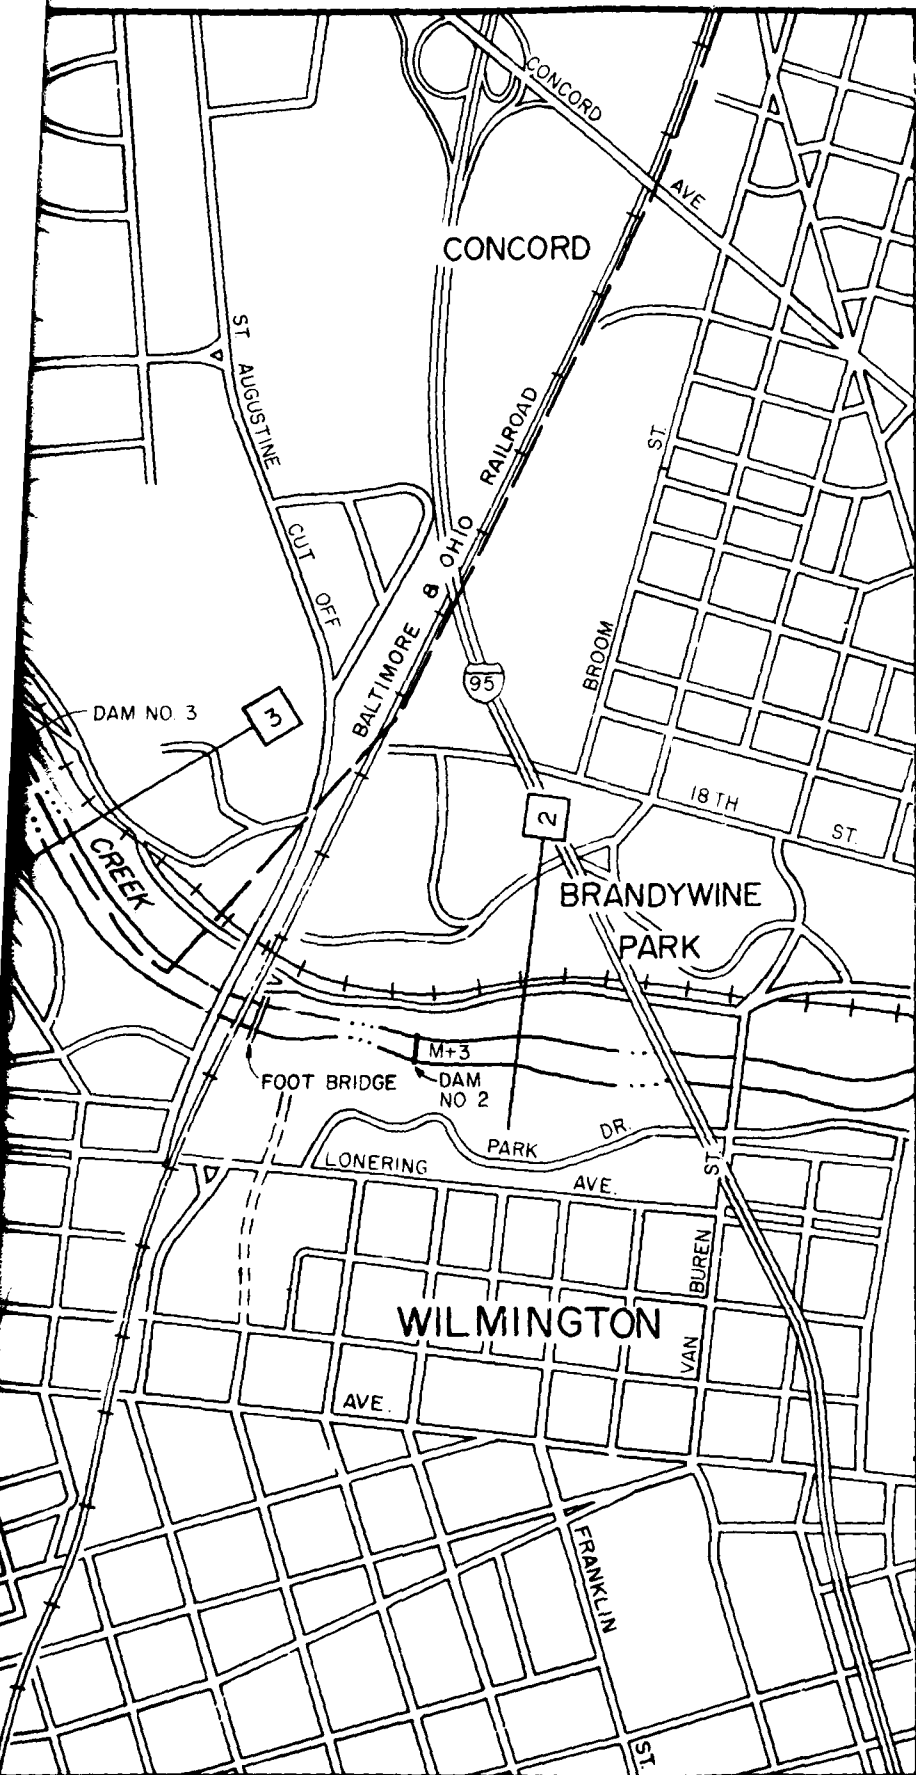 CONCORD
AVE
CONCORD
ST AUGUSTINE
CUT OFF
BALTIMORE & OHIO RAILROAD
BROOM ST.
95
DAM NO. 3
3
18TH ST.
2
CREEK
BRANDYWINE
PARK
M+3
FOOT BRIDGE
DAM
NO 2
PARK DR.
LONERING AVE.
VAN BUREN ST.
WILMINGTON
AVE.
FRANKLIN ST.